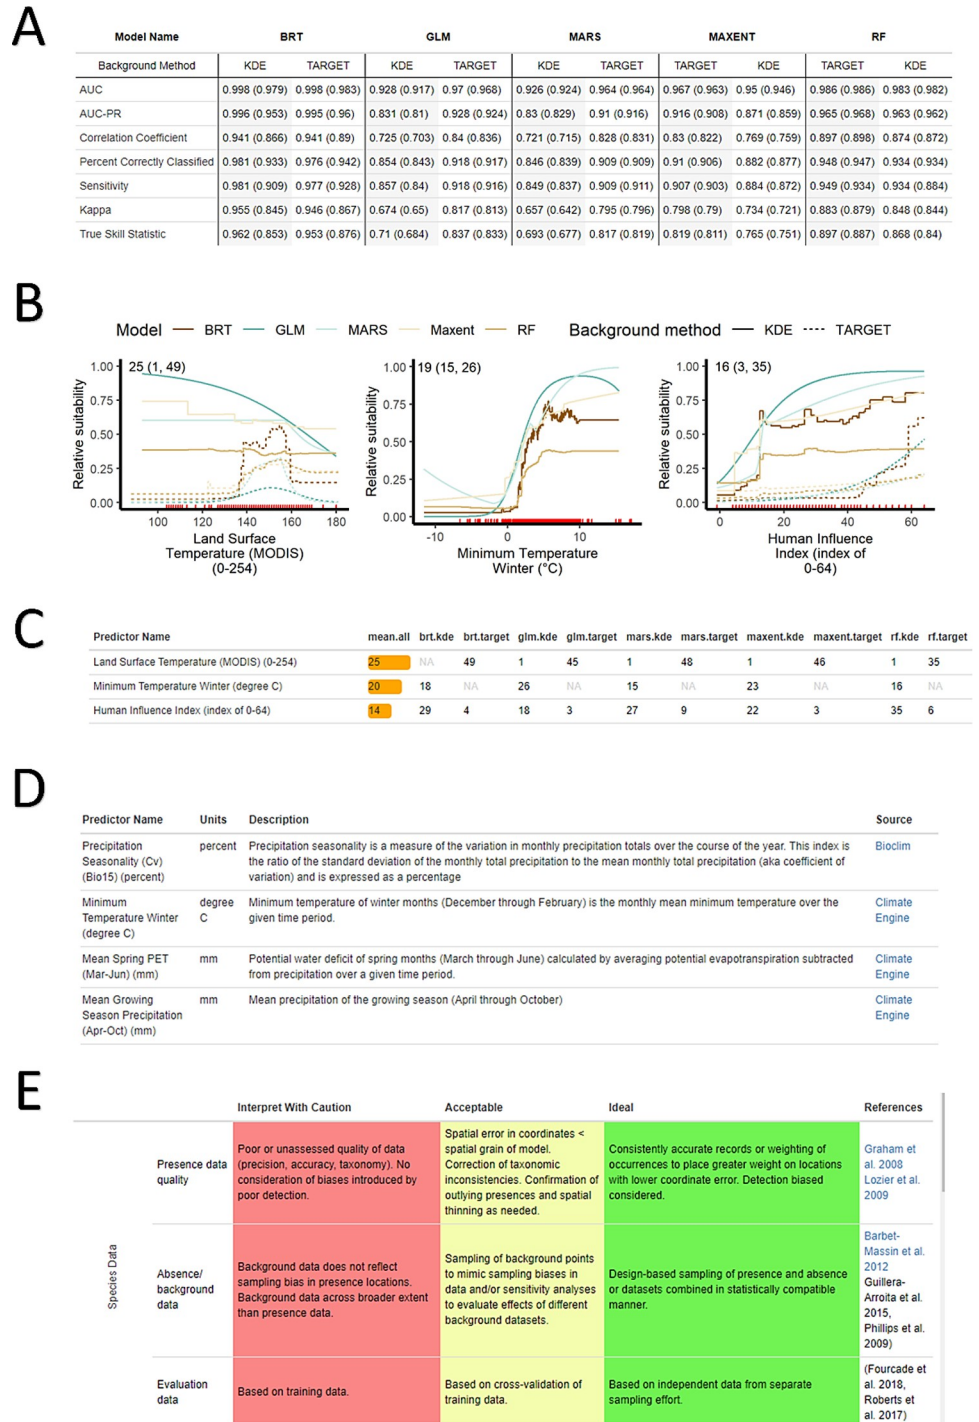 A
Model Name BRT GLM MARS MAXENT RF
Background Method KDE TARGET KDE TARGET KDE TARGET TARGET KDE TARGET KDE
AUC 0.998 (0.979) 0.998 (0.983) 0.928 (0.917) 0.97 (0.968) 0.926 (0.924) 0.964 (0.964) 0.967 (0.963) 0.95 (0.946) 0.986 (0.986) 0.983 (0.982)
AUC-PR 0.996 (0.953) 0.995 (0.96) 0.831 (0.81) 0.928 (0.924) 0.83 (0.829) 0.91 (0.916) 0.916 (0.908) 0.871 (0.859) 0.965 (0.968) 0.963 (0.962)
Correlation Coefficient 0.941 (0.866) 0.941 (0.89) 0.725 (0.703) 0.84 (0.836) 0.721 (0.715) 0.828 (0.831) 0.83 (0.822) 0.769 (0.759) 0.897 (0.898) 0.874 (0.872)
Percent Correctly Classified 0.981 (0.933) 0.976 (0.942) 0.854 (0.843) 0.918 (0.917) 0.846 (0.839) 0.909 (0.909) 0.91 (0.906) 0.882 (0.877) 0.948 (0.947) 0.934 (0.934)
Sensitivity 0.981 (0.909) 0.977 (0.928) 0.857 (0.84) 0.918 (0.916) 0.849 (0.837) 0.909 (0.911) 0.907 (0.903) 0.884 (0.872) 0.949 (0.934) 0.934 (0.884)
Kappa 0.955 (0.845) 0.946 (0.867) 0.674 (0.65) 0.817 (0.813) 0.657 (0.642) 0.795 (0.796) 0.798 (0.79) 0.734 (0.721) 0.883 (0.879) 0.848 (0.844)
True Skill Statistic 0.962 (0.853) 0.953 (0.876) 0.71 (0.684) 0.837 (0.833) 0.693 (0.677) 0.817 (0.819) 0.819 (0.811) 0.765 (0.751) 0.897 (0.887) 0.868 (0.84)
B
Model BRT GLM MARS Maxent RF Background method KDE TARGET
25 (1, 49)
1.00
0.75
0.50
0.25
0.00
Relative suitability
100 120 140 160 180
Land Surface
Temperature (MODIS)
(0-254)
19 (15, 26)
1.00
0.75
0.50
0.25
0.00
Relative suitability
-10 0 10
Minimum Temperature
Winter (°C)
16 (3, 35)
1.00
0.75
0.50
0.25
0.00
Relative suitability
0 20 40 60
Human Influence
Index (index of
0-64)
C
Predictor Name mean.all brt.kde brt.target glm.kde glm.target mars.kde mars.target maxent.kde maxent.target rf.kde rf.target
Land Surface Temperature (MODIS) (0-254) 25 NA 49 1 45 1 48 1 46 1 35
Minimum Temperature Winter (degree C) 20 18 NA 26 NA 15 NA 23 NA 16 NA
Human Influence Index (index of 0-64) 14 29 4 18 3 27 9 22 3 35 6
D
Predictor Name Units Description Source
Precipitation
Seasonality (Cv)
(Bio15) (percent)
percent
Precipitation seasonality is a measure of the variation in monthly precipitation totals over the course of the year. This index is
the ratio of the standard deviation of the monthly total precipitation to the mean monthly total precipitation (aka coefficient of
variation) and is expressed as a percentage
Bioclim
Minimum
Temperature Winter
(degree C)
degree
C
Minimum temperature of winter months (December through February) is the monthly mean minimum temperature over the
given time period.
Climate
Engine
Mean Spring PET
(Mar-Jun) (mm)
mm
Potential water deficit of spring months (March through June) calculated by averaging potential evapotranspiration subtracted
from precipitation over a given time period.
Climate
Engine
Mean Growing
Season Precipitation
(Apr-Oct) (mm)
mm
Mean precipitation of the growing season (April through October)
Climate
Engine
E
Interpret With Caution Acceptable Ideal References
Species Data
Presence data
quality
Poor or unassessed quality of data
(precision, accuracy, taxonomy). No
consideration of biases introduced by
poor detection.
Spatial error in coordinates <
spatial grain of model.
Correction of taxonomic
inconsistencies. Confirmation of
outlying presences and spatial
thinning as needed.
Consistently accurate records or weighting of
occurrences to place greater weight on locations
with lower coordinate error. Detection biased
considered.
Graham et
al. 2008
Lozier et al.
2009
Absence/
background
data
Background data does not reflect
sampling bias in presence locations.
Background data across broader extent
than presence data.
Sampling of background points
to mimic sampling biases in
data and/or sensitivity analyses
to evaluate effects of different
background datasets.
Design-based sampling of presence and absence
or datasets combined in statistically compatible
manner.
Barbet-
Massin et al.
2012
Guillera-
Arroita et al.
2015,
Phillips et al.
2009)
Evaluation
data
Based on training data.
Based on cross-validation of
training data.
Based on independent data from separate
sampling effort.
(Fourcade et
al. 2018,
Roberts et
al. 2017)